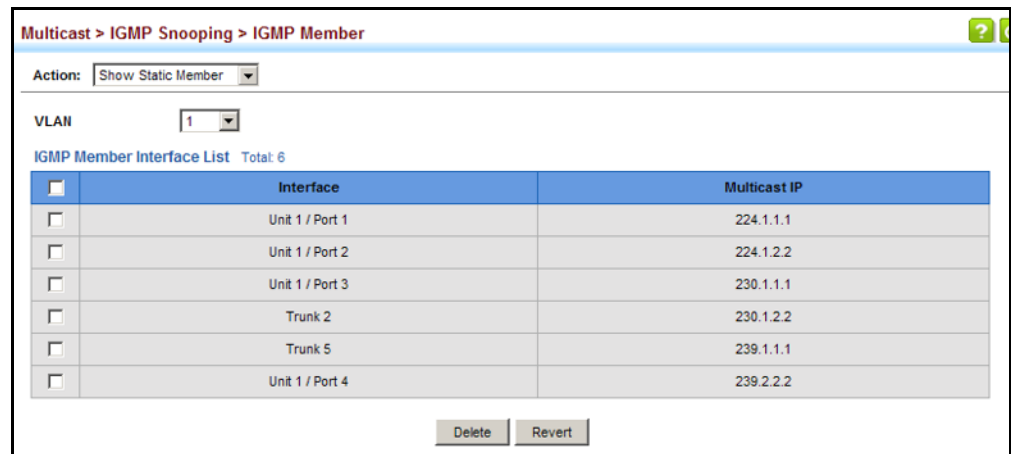 Multicast > IGMP Snooping > IGMP Member
?
Action: Show Static Member
VLAN 1
IGMP Member Interface List Total: 6
Interface Multicast IP
Unit 1 / Port 1 224.1.1.1
Unit 1 / Port 2 224.1.2.2
Unit 1 / Port 3 230.1.1.1
Trunk 2 230.1.2.2
Trunk 5 239.1.1.1
Unit 1 / Port 4 239.2.2.2
Delete Revert